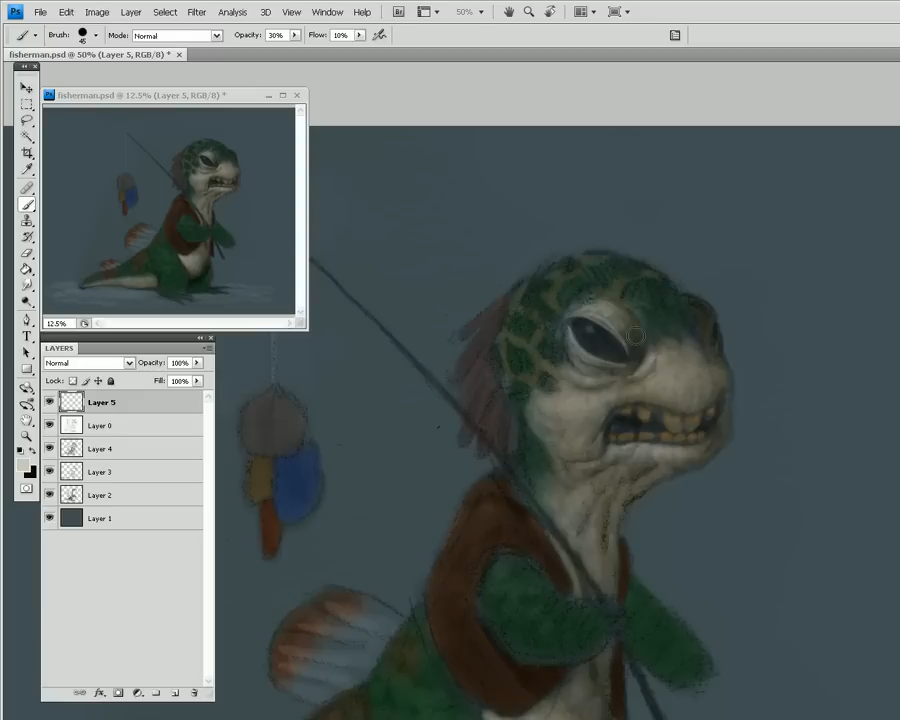 Ps File Edit Image Layer Select Filter Analysis 3D View Window Help Br 50%
Brush: 45 Mode: Normal Opacity: 30% Flow: 10%
fisherman.psd @ 50% (Layer 5, RGB/8) * ×
Ps fisherman.psd @ 12.5% (Layer 5, RGB/8) *
12.5%
LAYERS
Normal Opacity: 100%
Lock: Fill: 100%
Layer 5
Layer 0
Layer 4
Layer 3
Layer 2
Layer 1